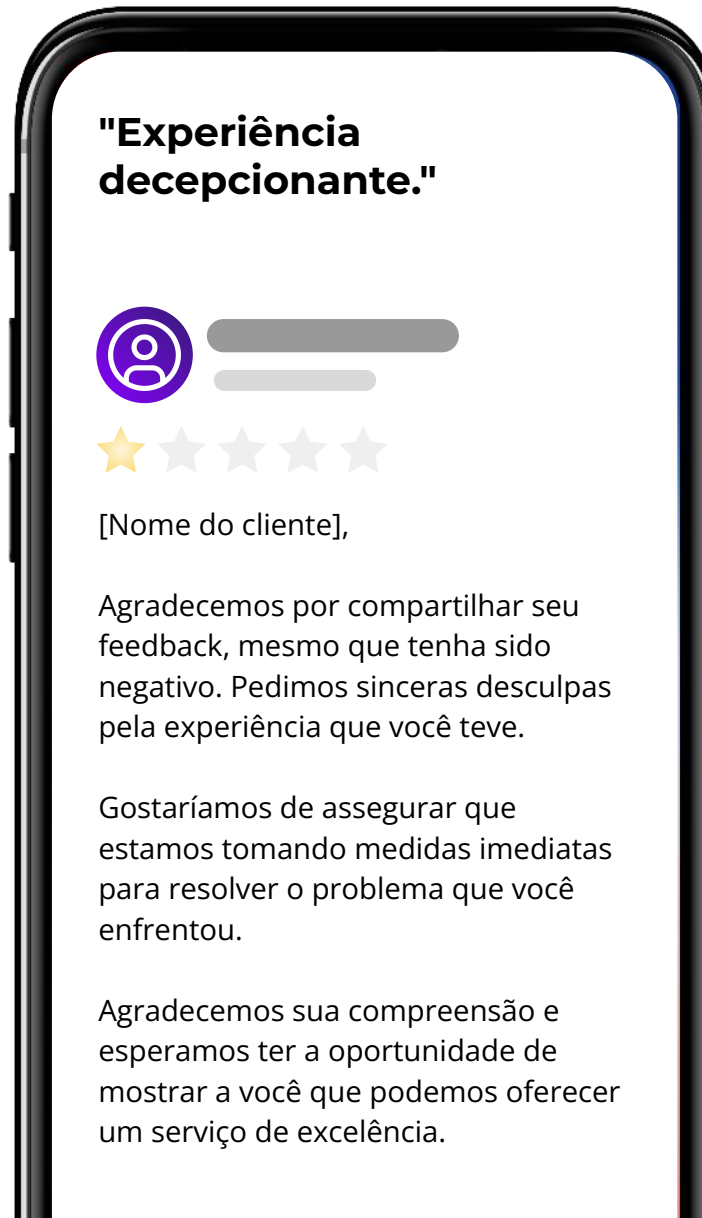 "Experiência
decepcionante."
[Nome do cliente],
Agradecemos por compartilhar seu
feedback, mesmo que tenha sido
negativo. Pedimos sinceras desculpas
pela experiência que você teve.
Gostaríamos de assegurar que
estamos tomando medidas imediatas
para resolver o problema que você
enfrentou.
Agradecemos sua compreensão e
esperamos ter a oportunidade de
mostrar a você que podemos oferecer
um serviço de excelência.